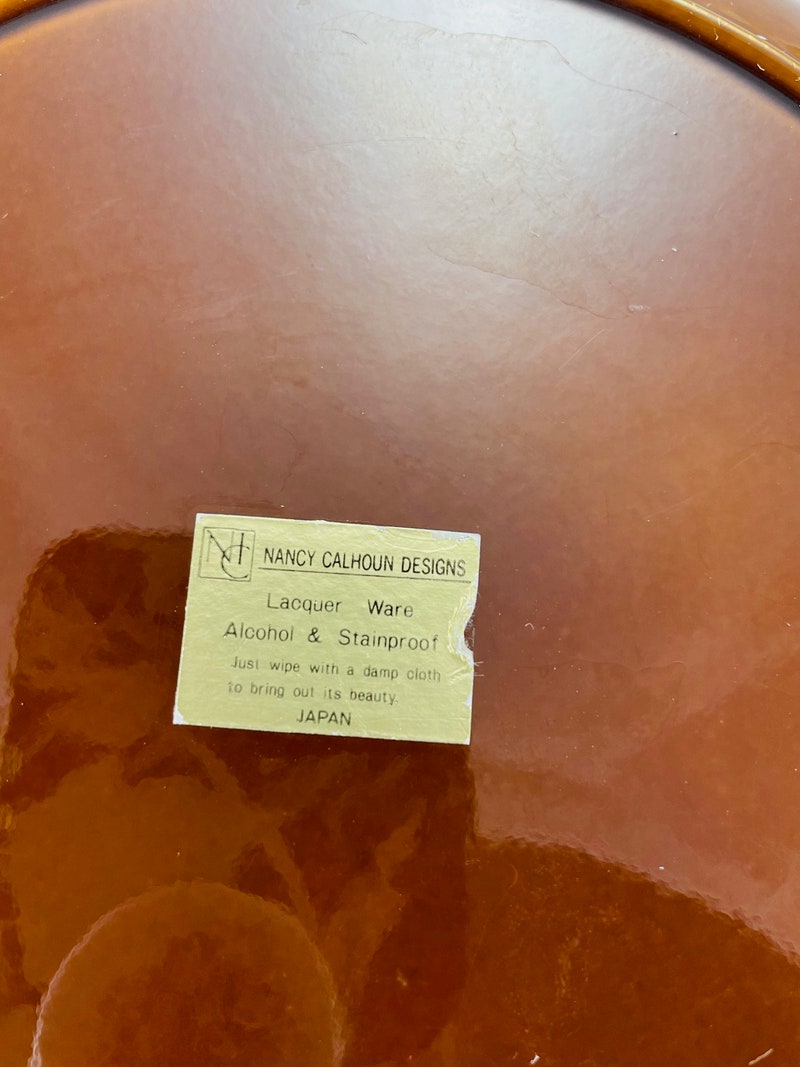 NC
NANCY CALHOUN DESIGNS
Lacquer Ware
Alcohol & Stainproof
Just wipe with a damp cloth
to bring out its beauty.
JAPAN